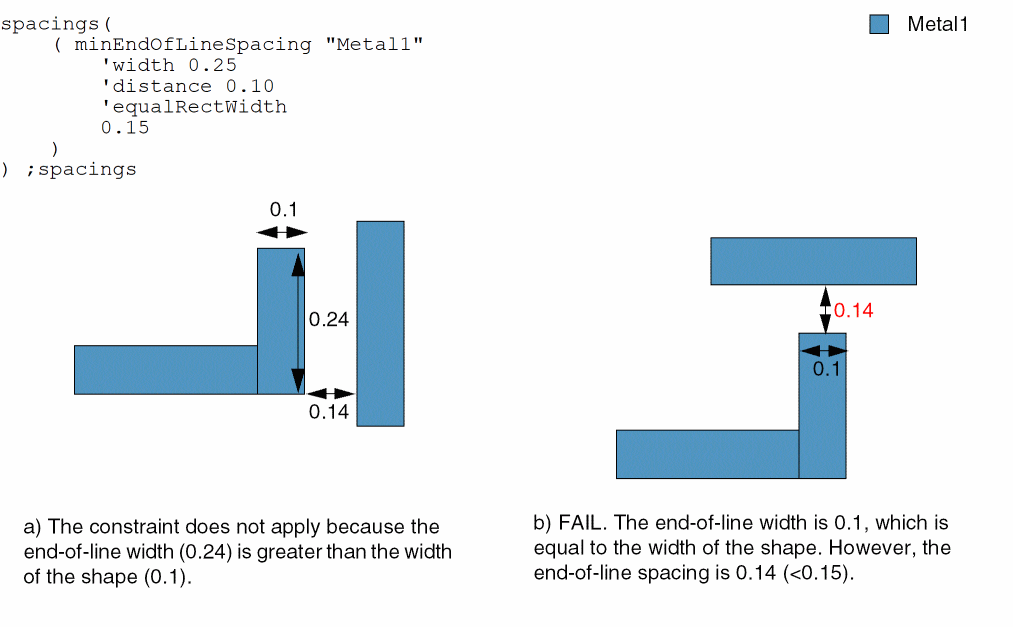 spacings(
( minEndOfLineSpacing "Metal1"
'width 0.25
'distance 0.10
'equalRectWidth
0.15
)
) ;spacings
Metal1
0.1
0.24
0.14
0.14
0.1
a) The constraint does not apply because the
end-of-line width (0.24) is greater than the width
of the shape (0.1).
b) FAIL. The end-of-line width is 0.1, which is
equal to the width of the shape. However, the
end-of-line spacing is 0.14 (<0.15).